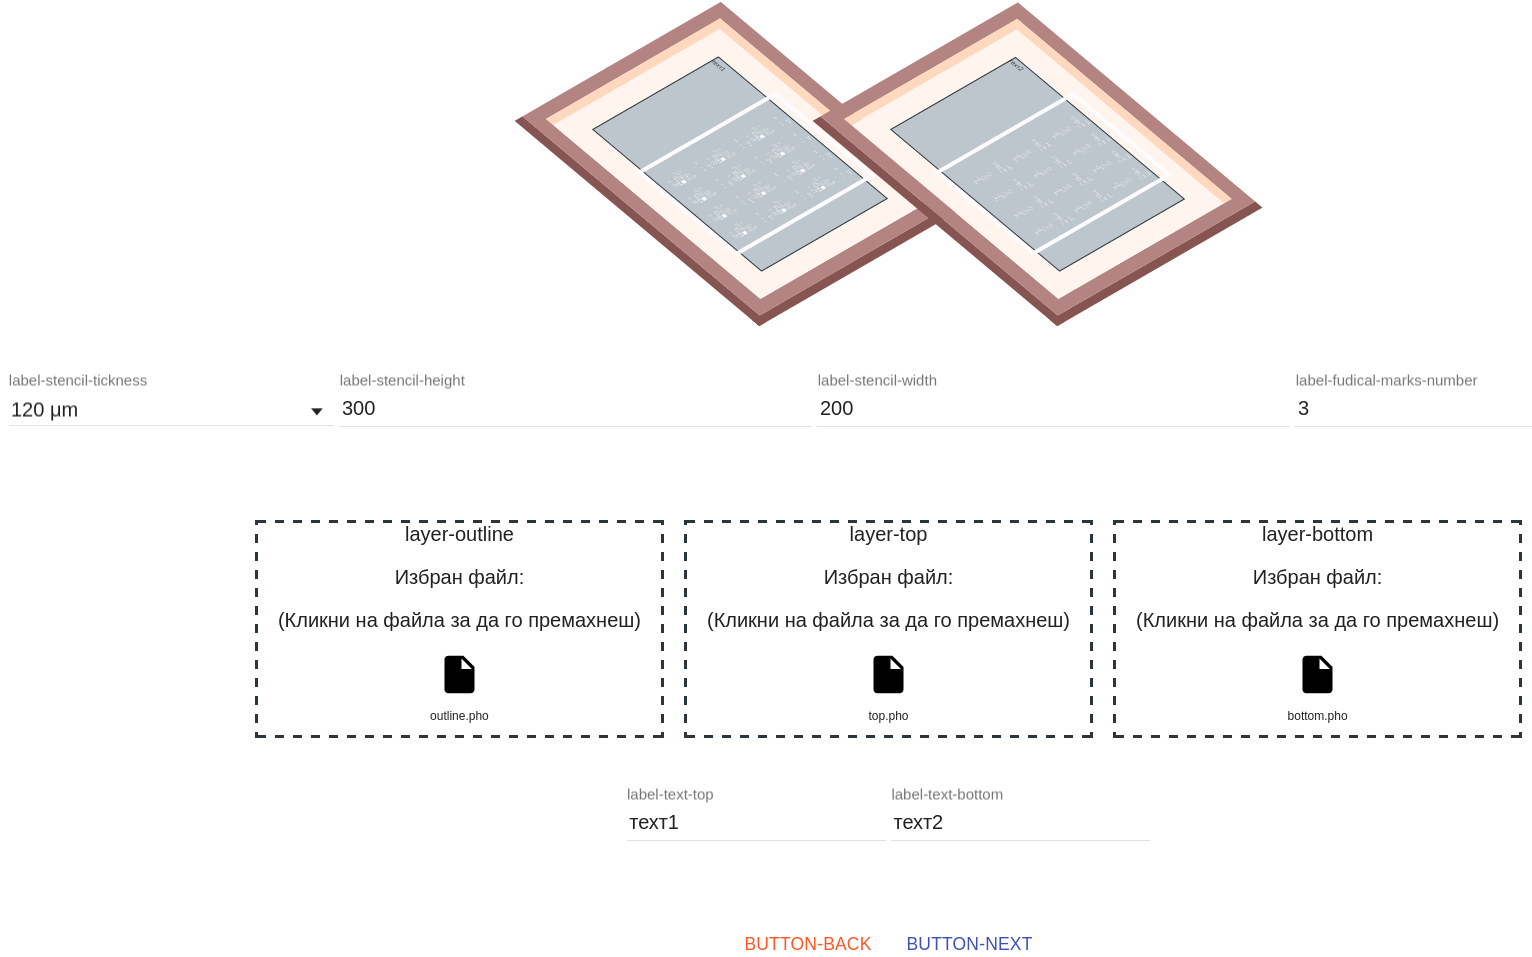 текст1
текст2
label-stencil-tickness
label-stencil-height
label-stencil-width
label-fudical-marks-number
120 μm
300
200
3
layer-outline
layer-top
layer-bottom
Избран файл:
Избран файл:
Избран файл:
(Кликни на файла за да го премахнеш)
(Кликни на файла за да го премахнеш)
(Кликни на файла за да го премахнеш)
outline.pho
top.pho
bottom.pho
label-text-top
label-text-bottom
техт1
техт2
BUTTON-BACK
BUTTON-NEXT